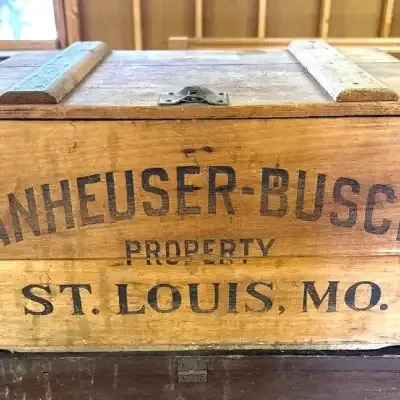 ANHEUSER-BUSC
PROPERTY
ST. LOUIS, MO.